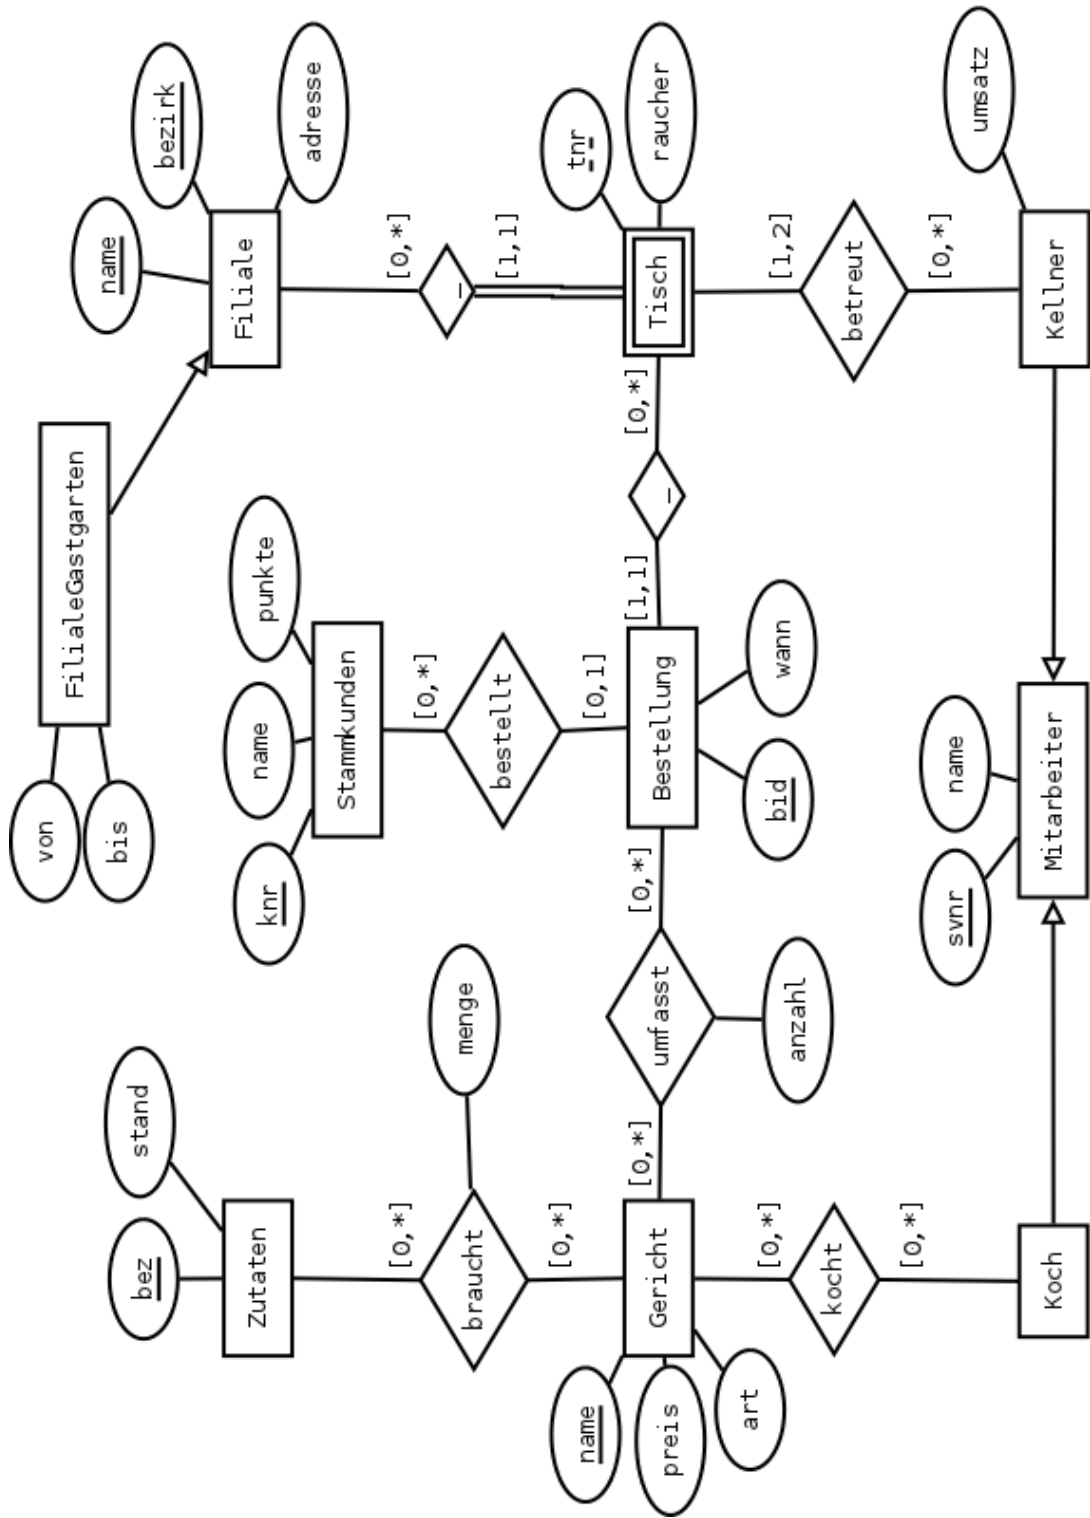 bez
stand
Zutaten
[0,*]
braucht
menge
[0,*]
name
preis
art
Gericht
[0,*]
kocht
[0,*]
Koch
[0,*]
umfasst
anzahl
[0,*]
knr
name
punkte
Stammkunden
[0,*]
bestellt
[0,1]
Bestellung
bid
wann
[1,1]
_
[0,*]
svnr
name
Mitarbeiter
von
bis
FilialeGastgarten
name
bezirk
adresse
Filiale
[0,*]
_
[1,1]
tnr
raucher
Tisch
[1,2]
betreut
[0,*]
umsatz
Kellner